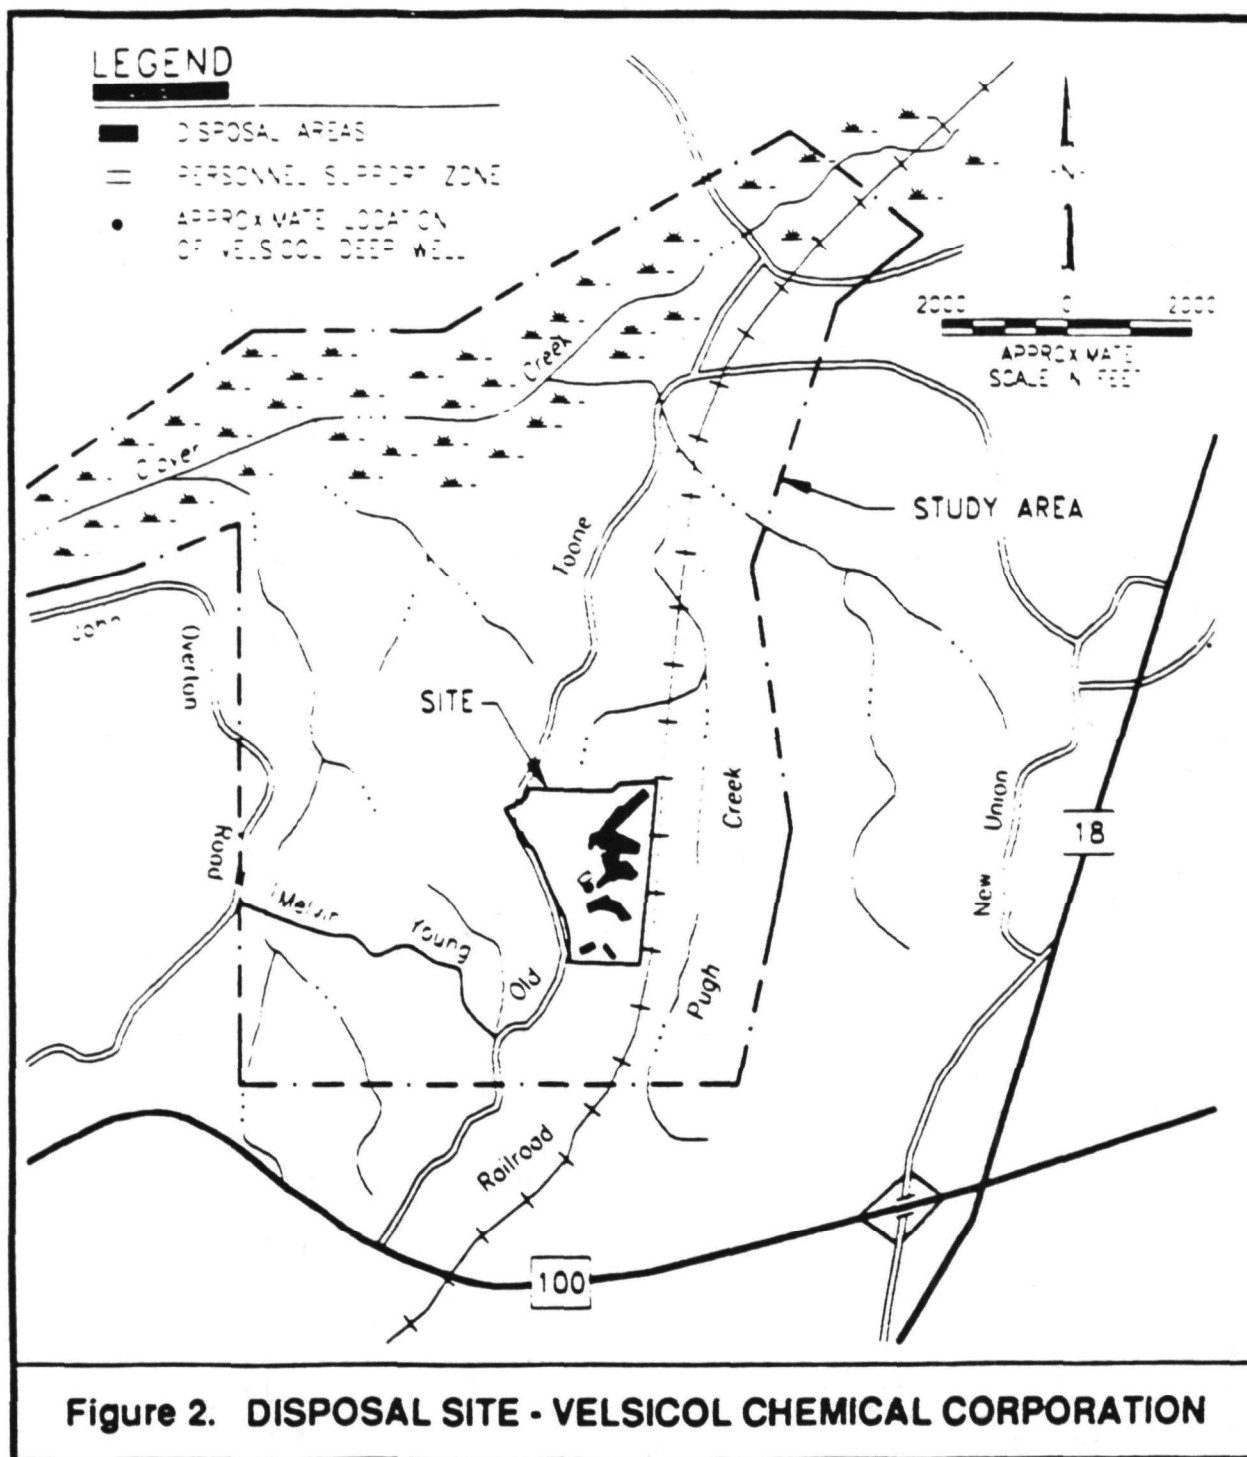 LEGEND
DISPOSAL AREAS
PERSONNEL SUPPORT ZONE
APPROXIMATE LOCATION
OF VELSICOL DEEP WELL
-N-
2000 0 2000
APPROXIMATE
SCALE IN FEET
Creek
Clover
STUDY AREA
Toone
John
Overton
SITE
Creek
Union
18
Road
Melvin
Young
New
Old
Pugh
Railroad
100
Figure 2. DISPOSAL SITE - VELSICOL CHEMICAL CORPORATION